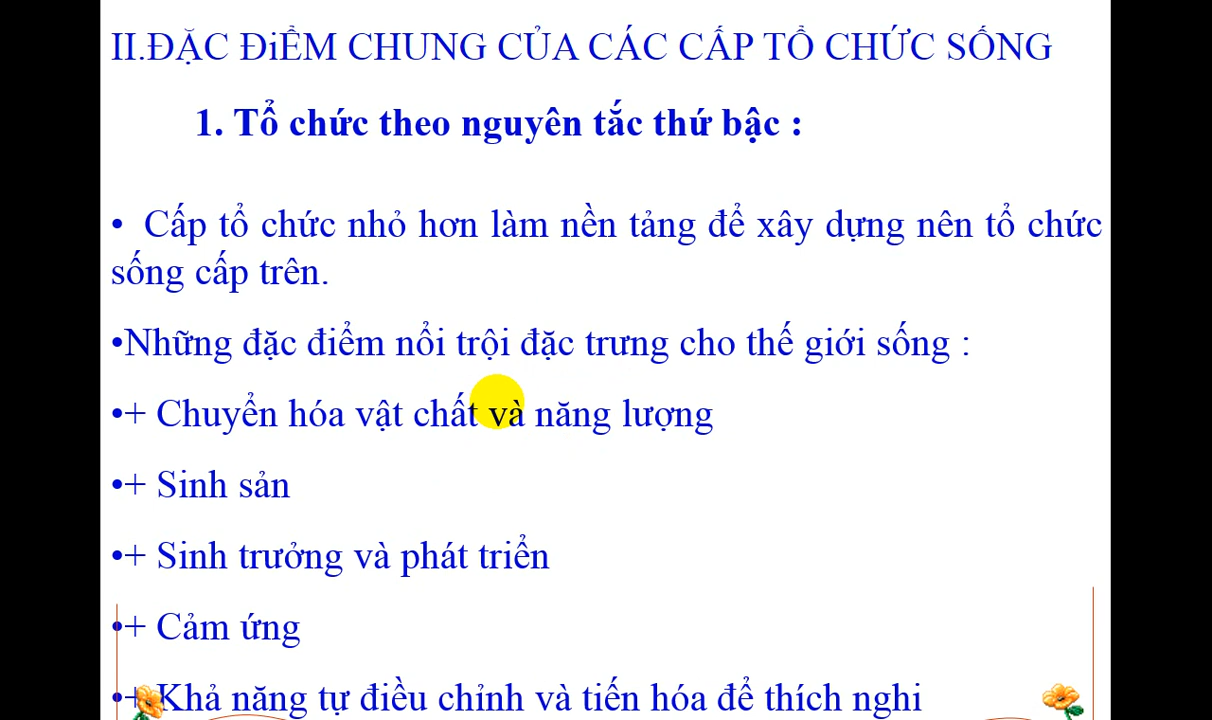 II.ĐẶC ĐiỂM CHUNG CỦA CÁC CẤP TỔ CHỨC SỐNG
1. Tổ chức theo nguyên tắc thứ bậc :
• Cấp tổ chức nhỏ hơn làm nền tảng để xây dựng nên tổ chức
sống cấp trên.
•Những đặc điểm nổi trội đặc trưng cho thế giới sống :
•+ Chuyển hóa vật chất và năng lượng
•+ Sinh sản
•+ Sinh trưởng và phát triển
•+ Cảm ứng
•+ Khả năng tự điều chỉnh và tiến hóa để thích nghi